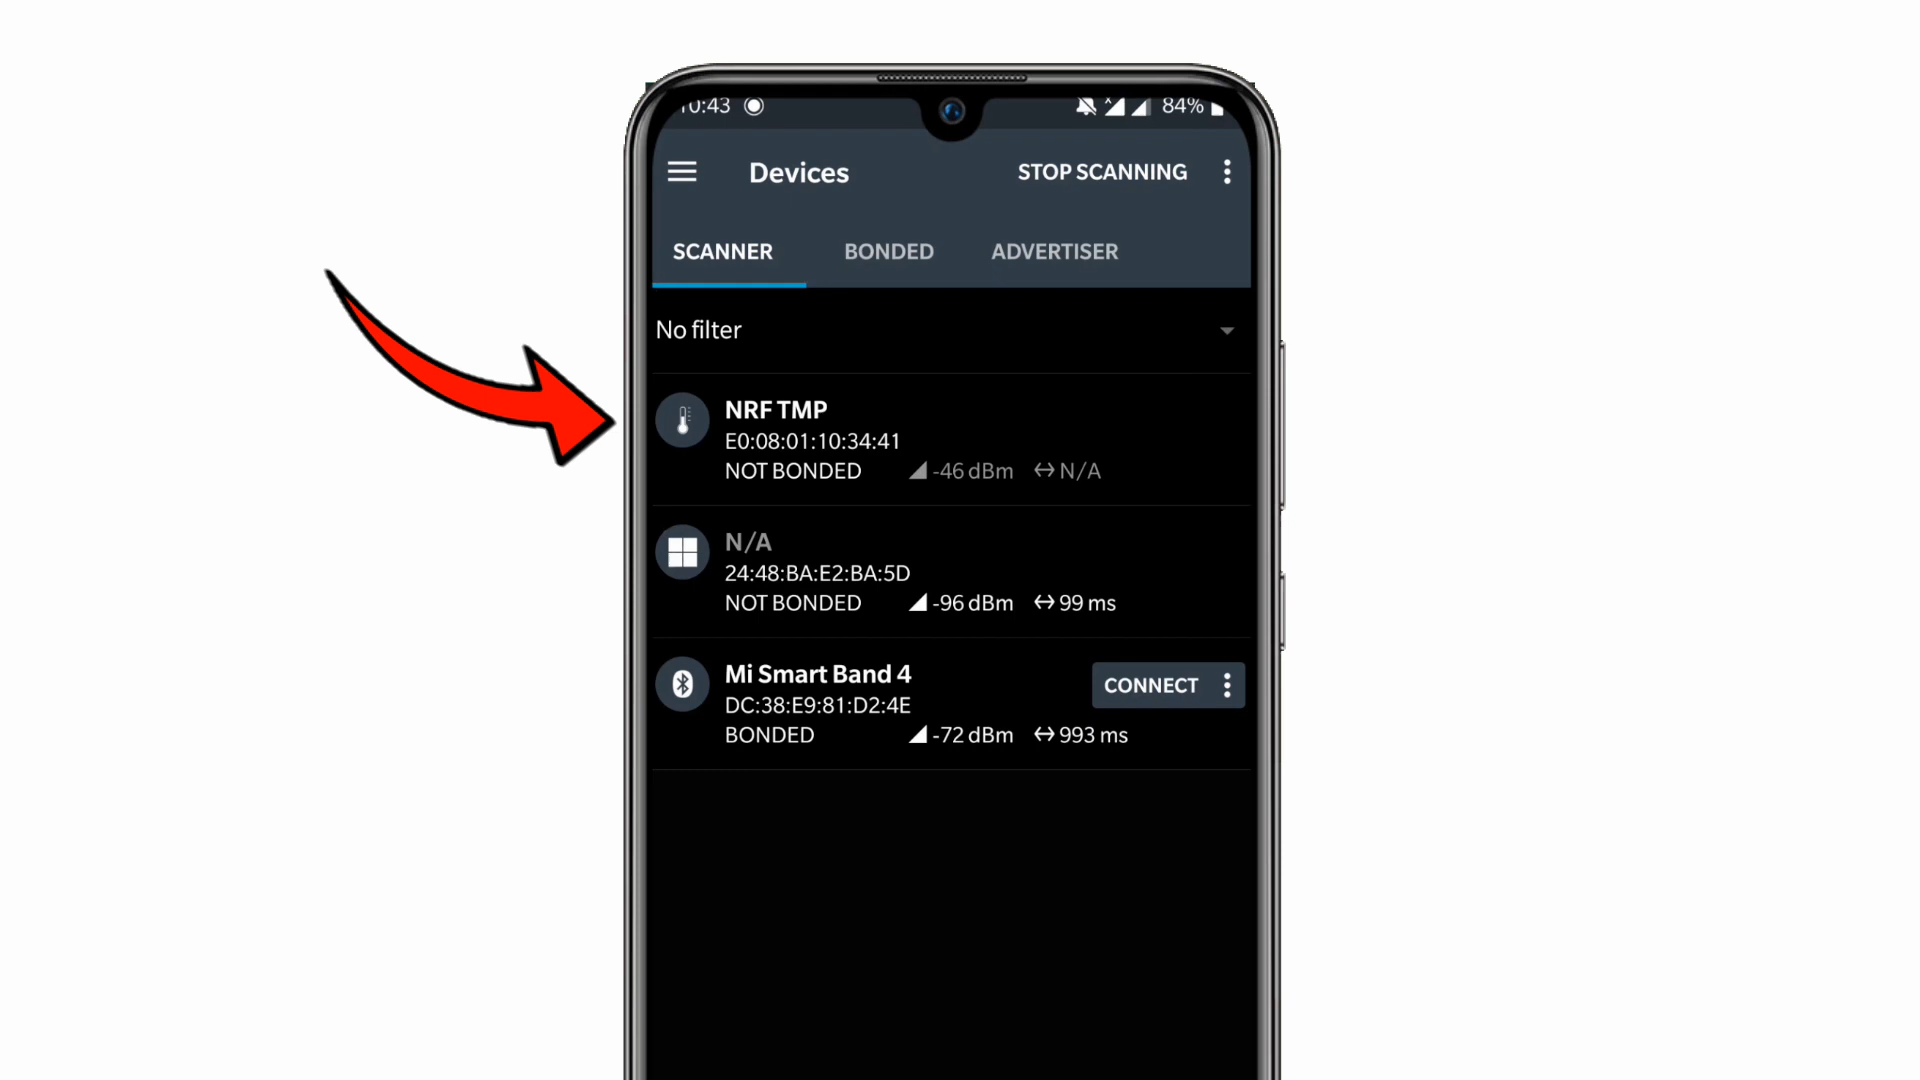 10:43 84%
Devices STOP SCANNING
SCANNER BONDED ADVERTISER
No filter
NRF TMP
E0:08:01:10:34:41
NOT BONDED -46 dBm N/A
N/A
24:48:BA:E2:BA:5D
NOT BONDED -96 dBm 99 ms
Mi Smart Band 4
CONNECT
DC:38:E9:81:D2:4E
BONDED -72 dBm 993 ms